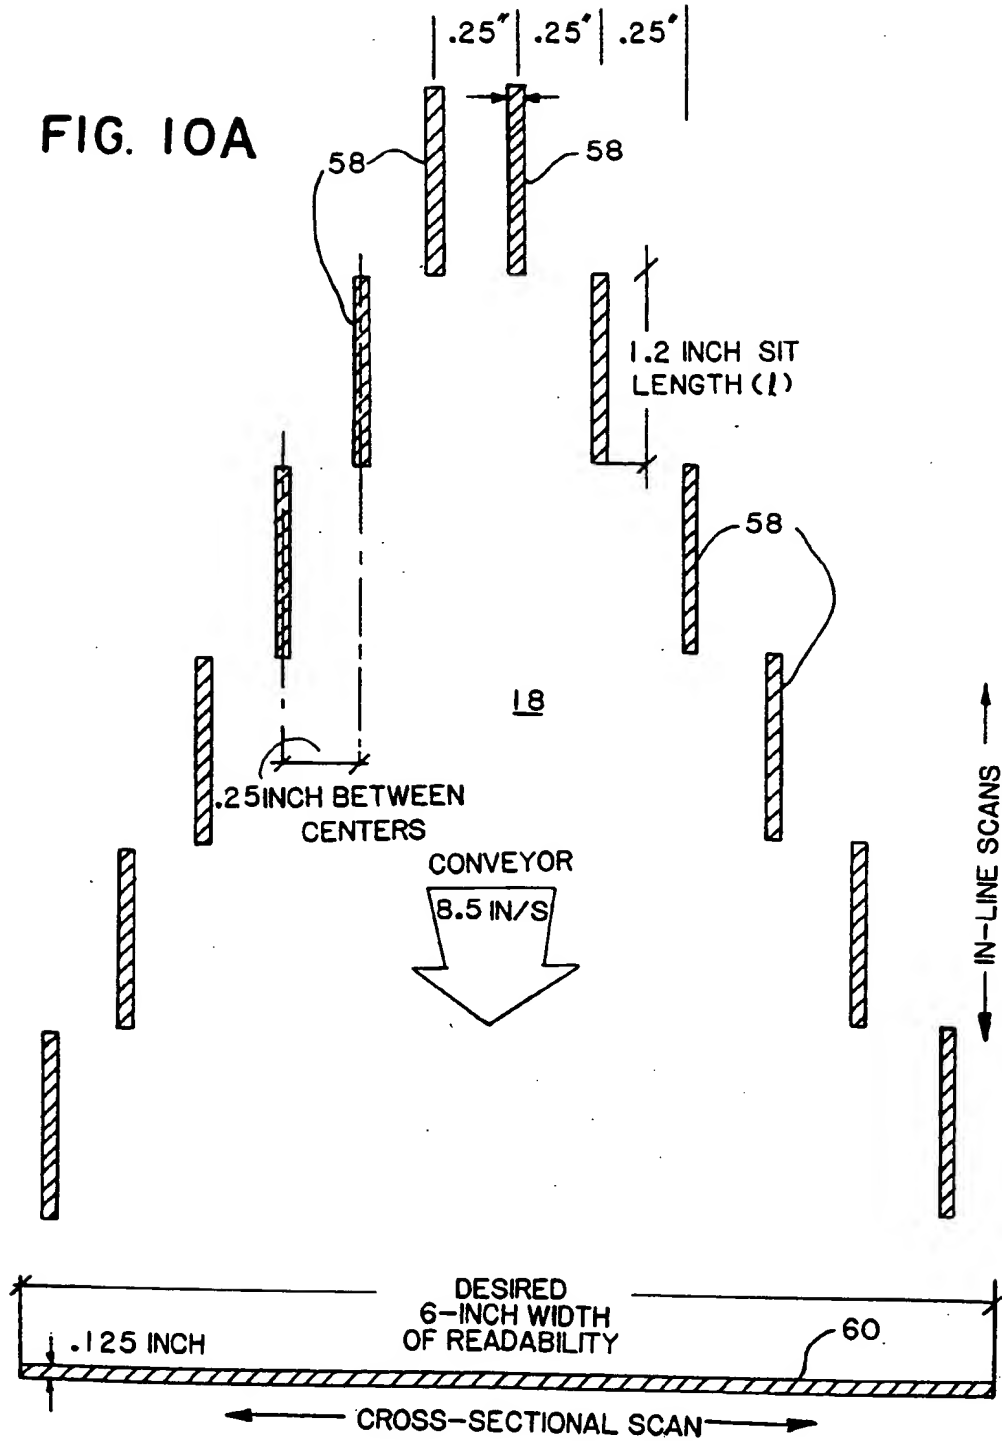 .25" .25" .25"
FIG. 10A
58
58
1.2 INCH SIT
LENGTH (l)
58
18
.25 INCH BETWEEN
CENTERS
CONVEYOR
8.5 IN/S
IN-LINE SCANS
DESIRED
6-INCH WIDTH
OF READABILITY
.125 INCH
60
CROSS-SECTIONAL SCAN